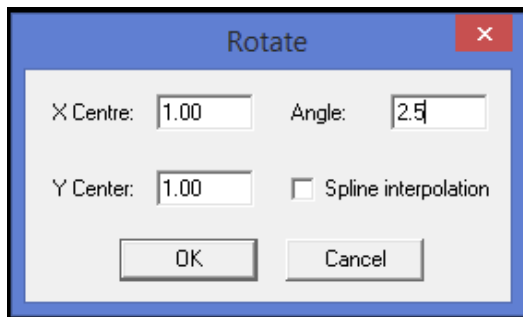 Rotate
X Centre: 1.00 Angle: 2.5
Y Center: 1.00 Spline interpolation
OK Cancel